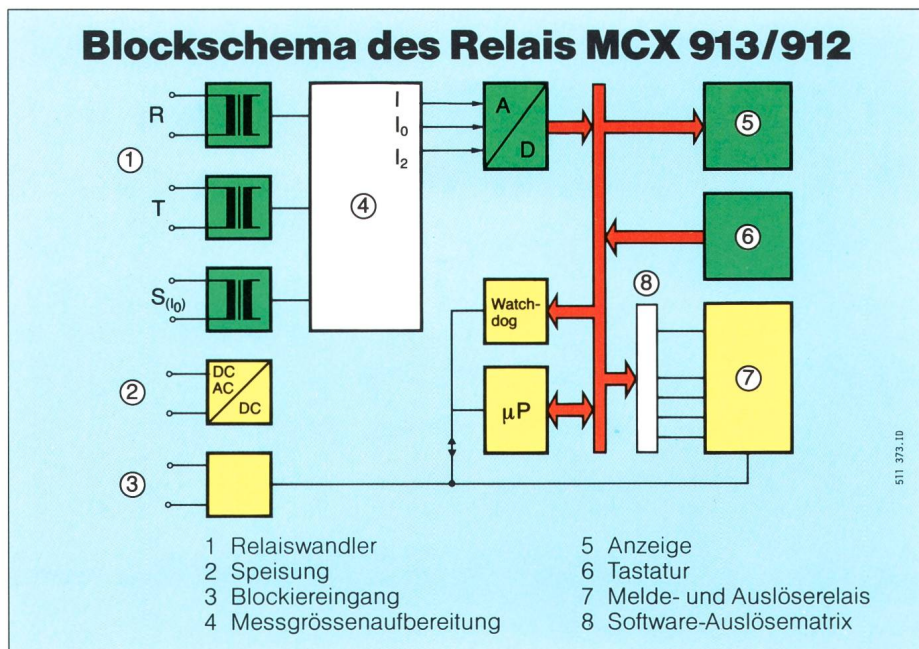 Blockschema des Relais MCX 913/912
R
①
T
S(I₀)
④
I
I₀
I₂
A
D
⑤
⑥
⑧
Watch-
dog
µP
⑦
②
DC
AC
DC
③
511 373.ID
1 Relaiswandler
2 Speisung
3 Blockiereingang
4 Messgrössenaufbereitung
5 Anzeige
6 Tastatur
7 Melde- und Auslöserelais
8 Software-Auslösematrix